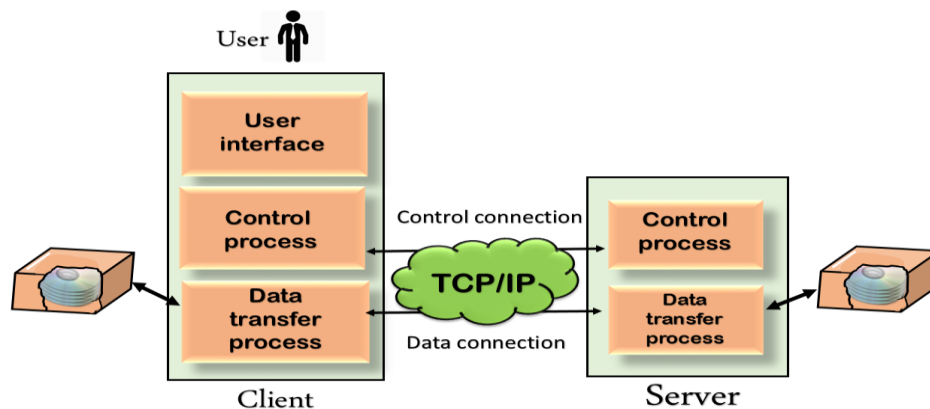 User
User
interface
Control
process
Data
transfer
process
Client
Control connection
TCP/IP
Data connection
Control
process
Data
transfer
process
Server